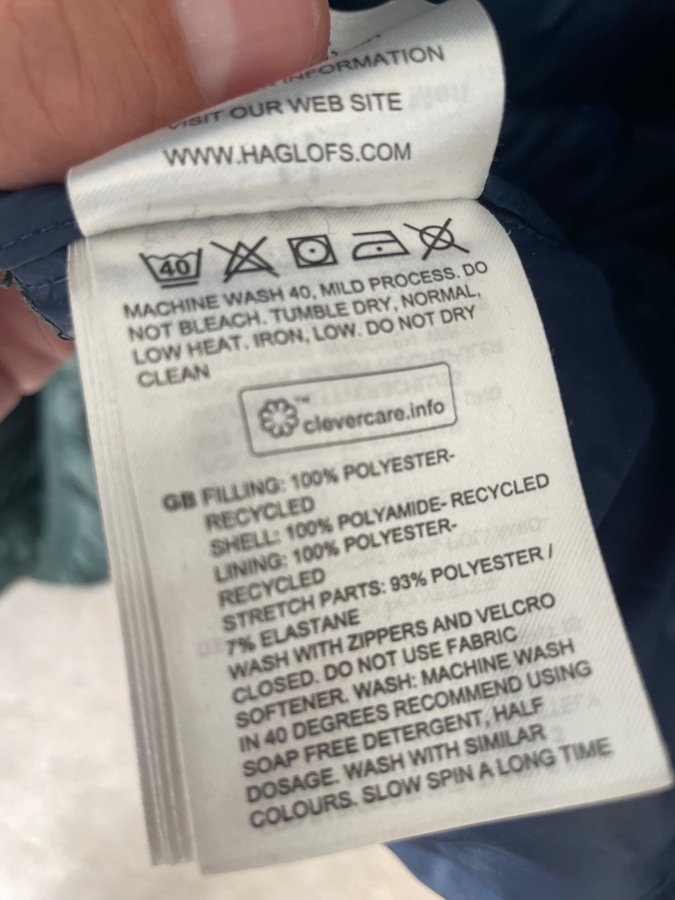 INFORMATION
VISIT OUR WEB SITE
WWW.HAGLOFS.COM
40
MACHINE WASH 40, MILD PROCESS. DO
NOT BLEACH. TUMBLE DRY, NORMAL,
LOW HEAT. IRON, LOW. DO NOT DRY
CLEAN
clevercare.info™
GB FILLING: 100% POLYESTER-
RECYCLED
SHELL: 100% POLYAMIDE- RECYCLED
LINING: 100% POLYESTER-
RECYCLED
STRETCH PARTS: 93% POLYESTER /
7% ELASTANE
WASH WITH ZIPPERS AND VELCRO
CLOSED. DO NOT USE FABRIC
SOFTENER. WASH: MACHINE WASH
IN 40 DEGREES RECOMMEND USING
SOAP FREE DETERGENT, HALF
DOSAGE. WASH WITH SIMILAR
COLOURS. SLOW SPIN A LONG TIME